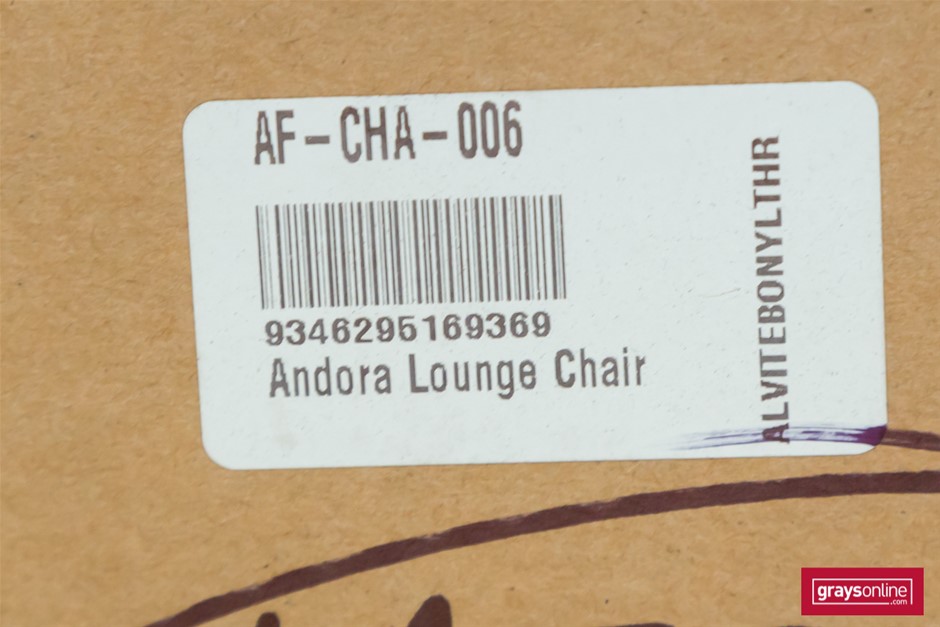 AF-CHA-006
9346295169369
Andora Lounge Chair
ALVITEBONYLTHR
graysonline
.com